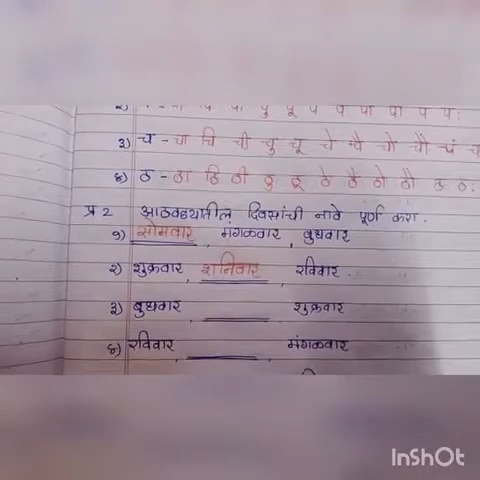 ३) च - चा चि ची चु चू चे चै चो चौ चं
४) ठ - ठा ठि ठी ठु ठू ठे ठै ठो ठौ ठं ठः
प्र २ आठवड्यातील दिवसांची नावे पूर्ण करा.
१) सोमवार, मंगळवार, बुधवार
२) शुक्रवार, शनिवार, रविवार
३) बुधवार, शुक्रवार
४) रविवार, मंगळवार
InShOt